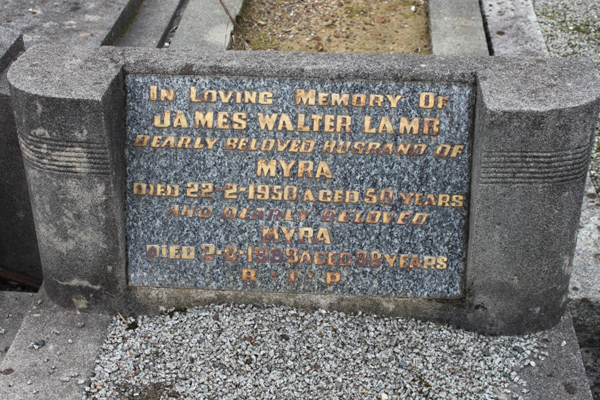 In Loving Memory Of
JAMES WALTER LAMB
DEARLY BELOVED HUSBAND OF
MYRA
DIED 22-2-1950 AGED 50 YEARS
AND DEARLY BELOVED
MYRA
DIED AGED YEARS
R · I · P